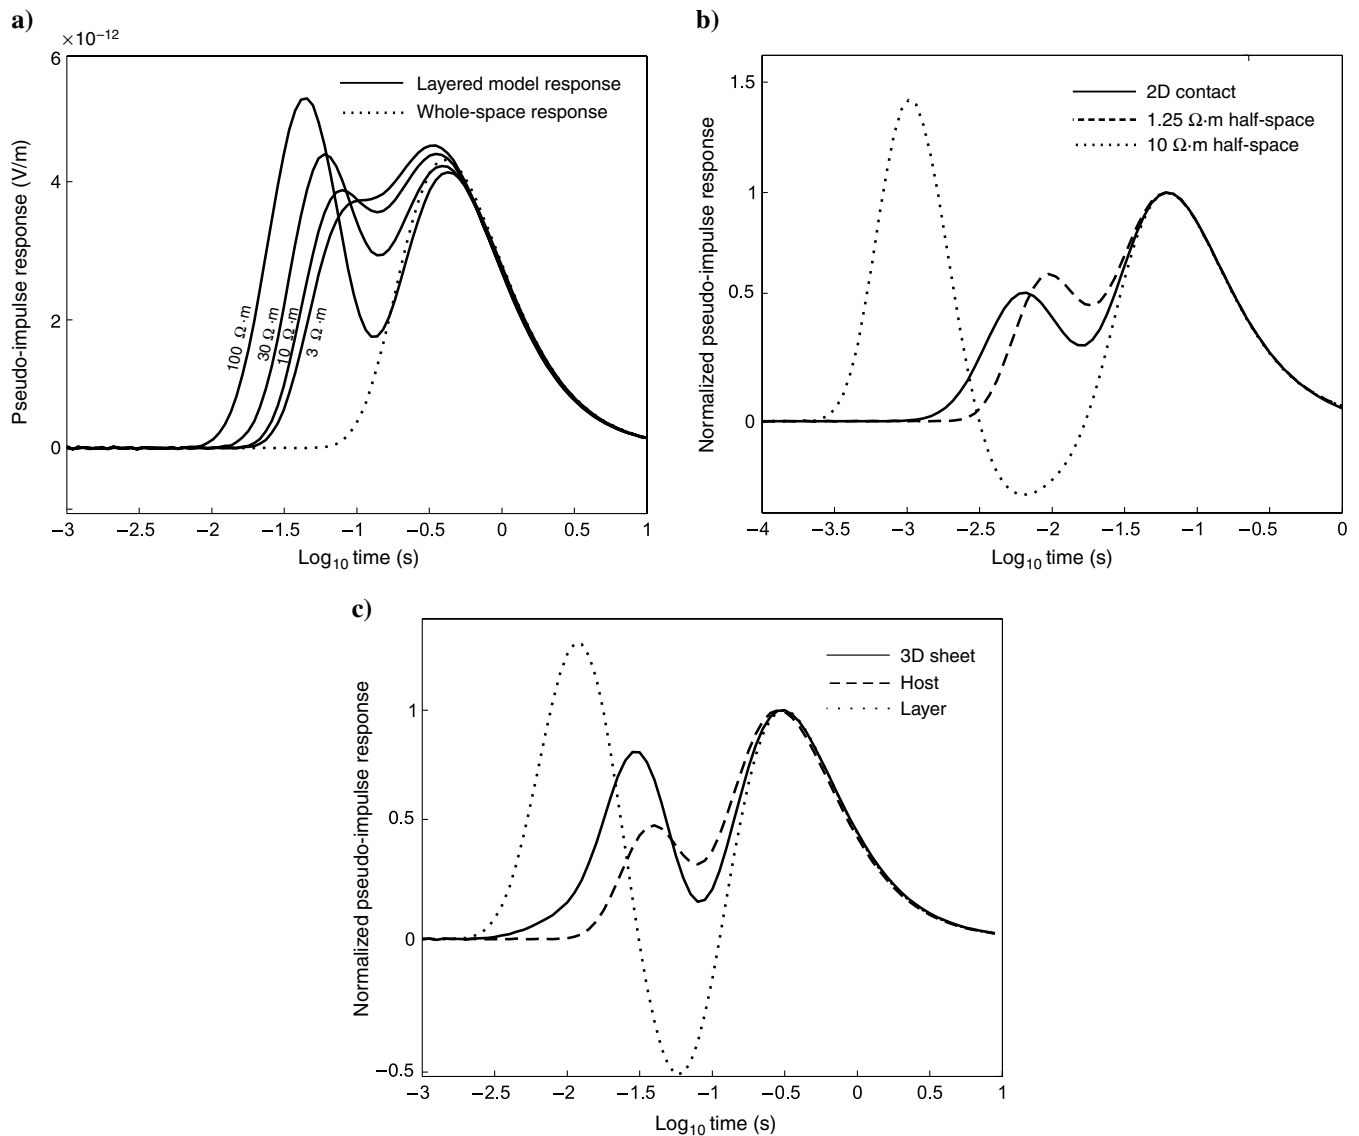 a)
×10⁻¹²
6
4
2
0
Pseudo-impulse response (V/m)
Layered model response
Whole-space response
100 Ω·m
30 Ω·m
10 Ω·m
3 Ω·m
−3 −2.5 −2 −1.5 −1 −0.5 0 0.5 1
Log₁₀ time (s)
b)
1.5
1.0
0.5
0
Normalized pseudo-impulse response
2D contact
1.25 Ω·m half-space
10 Ω·m half-space
−4 −3.5 −3 −2.5 −2 −1.5 −1 −0.5 0
Log₁₀ time (s)
c)
1
0.5
0
−0.5
Normalized pseudo-impulse response
3D sheet
Host
Layer
−3 −2.5 −2 −1.5 −1 −0.5 0 0.5 1
Log₁₀ time (s)